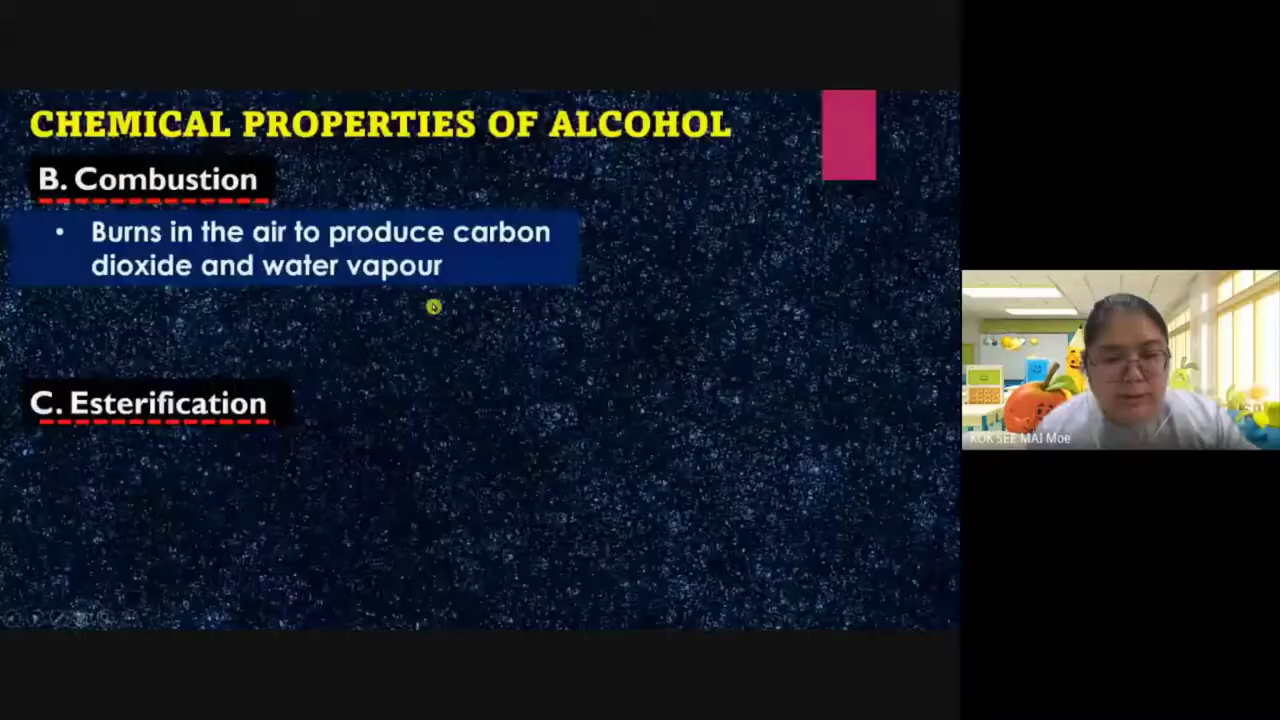 CHEMICAL PROPERTIES OF ALCOHOL
B. Combustion
• Burns in the air to produce carbon
dioxide and water vapour
C. Esterification
KOK SEE MAI Moe